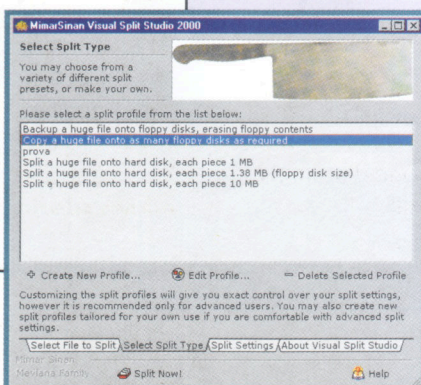 MimarSinan Visual Split Studio 2000
Select Split Type
You may choose from a
variety of different split
presets, or make your own.
Please select a split profile from the list below:
Backup a huge file onto floppy disks, erasing floppy contents
Copy a huge file onto as many floppy disks as required
prova
Split a huge file onto hard disk, each piece 1 MB
Split a huge file onto hard disk, each piece 1.38 MB (floppy disk size)
Split a huge file onto hard disk, each piece 10 MB
Create New Profile... Edit Profile... Delete Selected Profile
Customizing the split profiles will give you exact control over your split settings,
however it is recommended only for advanced users. You may also create new
split profiles tailored for your own use if you are comfortable with advanced split
settings.
Select File to Split Select Split Type Split Settings About Visual Split Studio
Mimar Sinan
Mevlana Family Split Now! Help